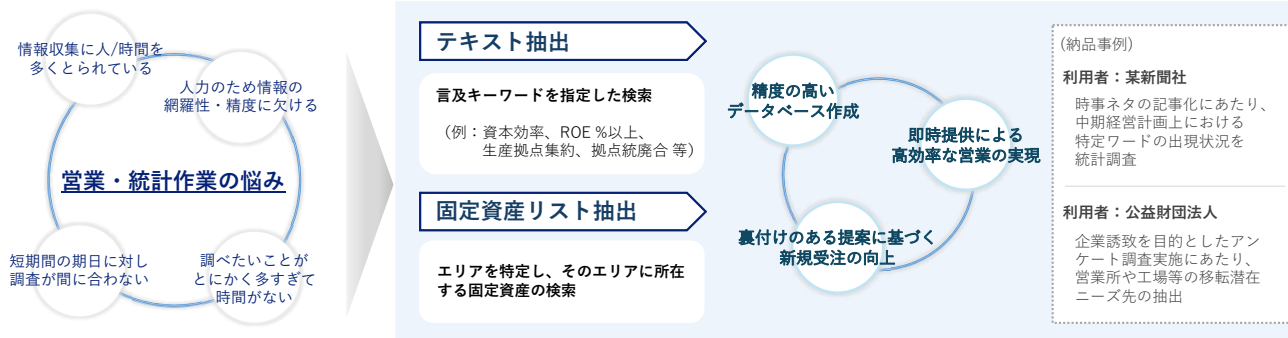 情報収集に人/時間を
多くとられている
人力のため情報の
網羅性・精度に欠ける
営業・統計作業の悩み
短期間の期日に対し
調査が間に合わない
調べたいことが
とにかく多すぎて
時間がない
テキスト抽出
言及キーワードを指定した検索
（例：資本効率、ROE %以上、
生産拠点集約、拠点統廃合 等）
固定資産リスト抽出
エリアを特定し、そのエリアに所在
する固定資産の検索
精度の高い
データベース作成
即時提供による
高効率な営業の実現
裏付けのある提案に基づく
新規受注の向上
(納品事例)
利用者：某新聞社
時事ネタの記事化にあたり、
中期経営計画上における
特定ワードの出現状況を
統計調査
利用者：公益財団法人
企業誘致を目的としたアン
ケート調査実施にあたり、
営業所や工場等の移転潜在
ニーズ先の抽出